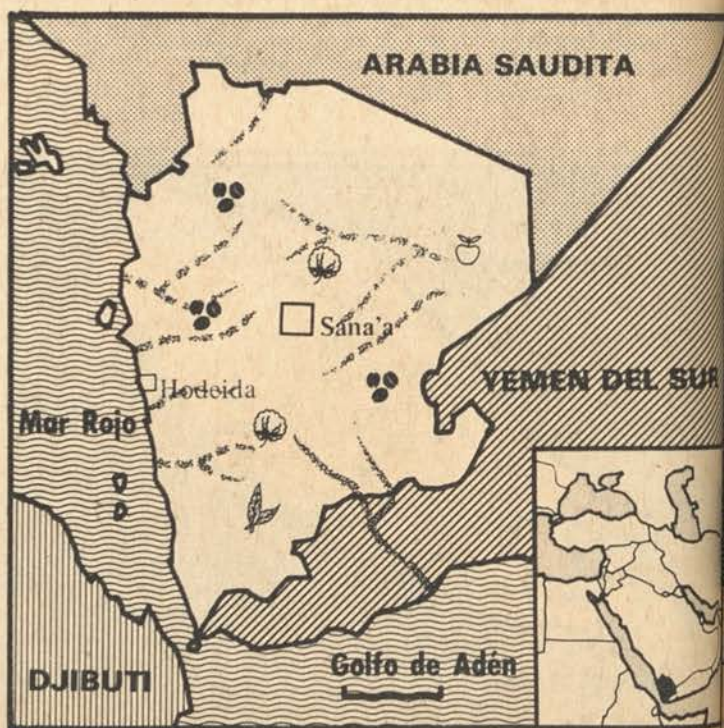 ARABIA SAUDITA
Sana'a
Hodeida
YEMEN DEL SUR
Mar Rojo
Golfo de Adén
DJIBUTI